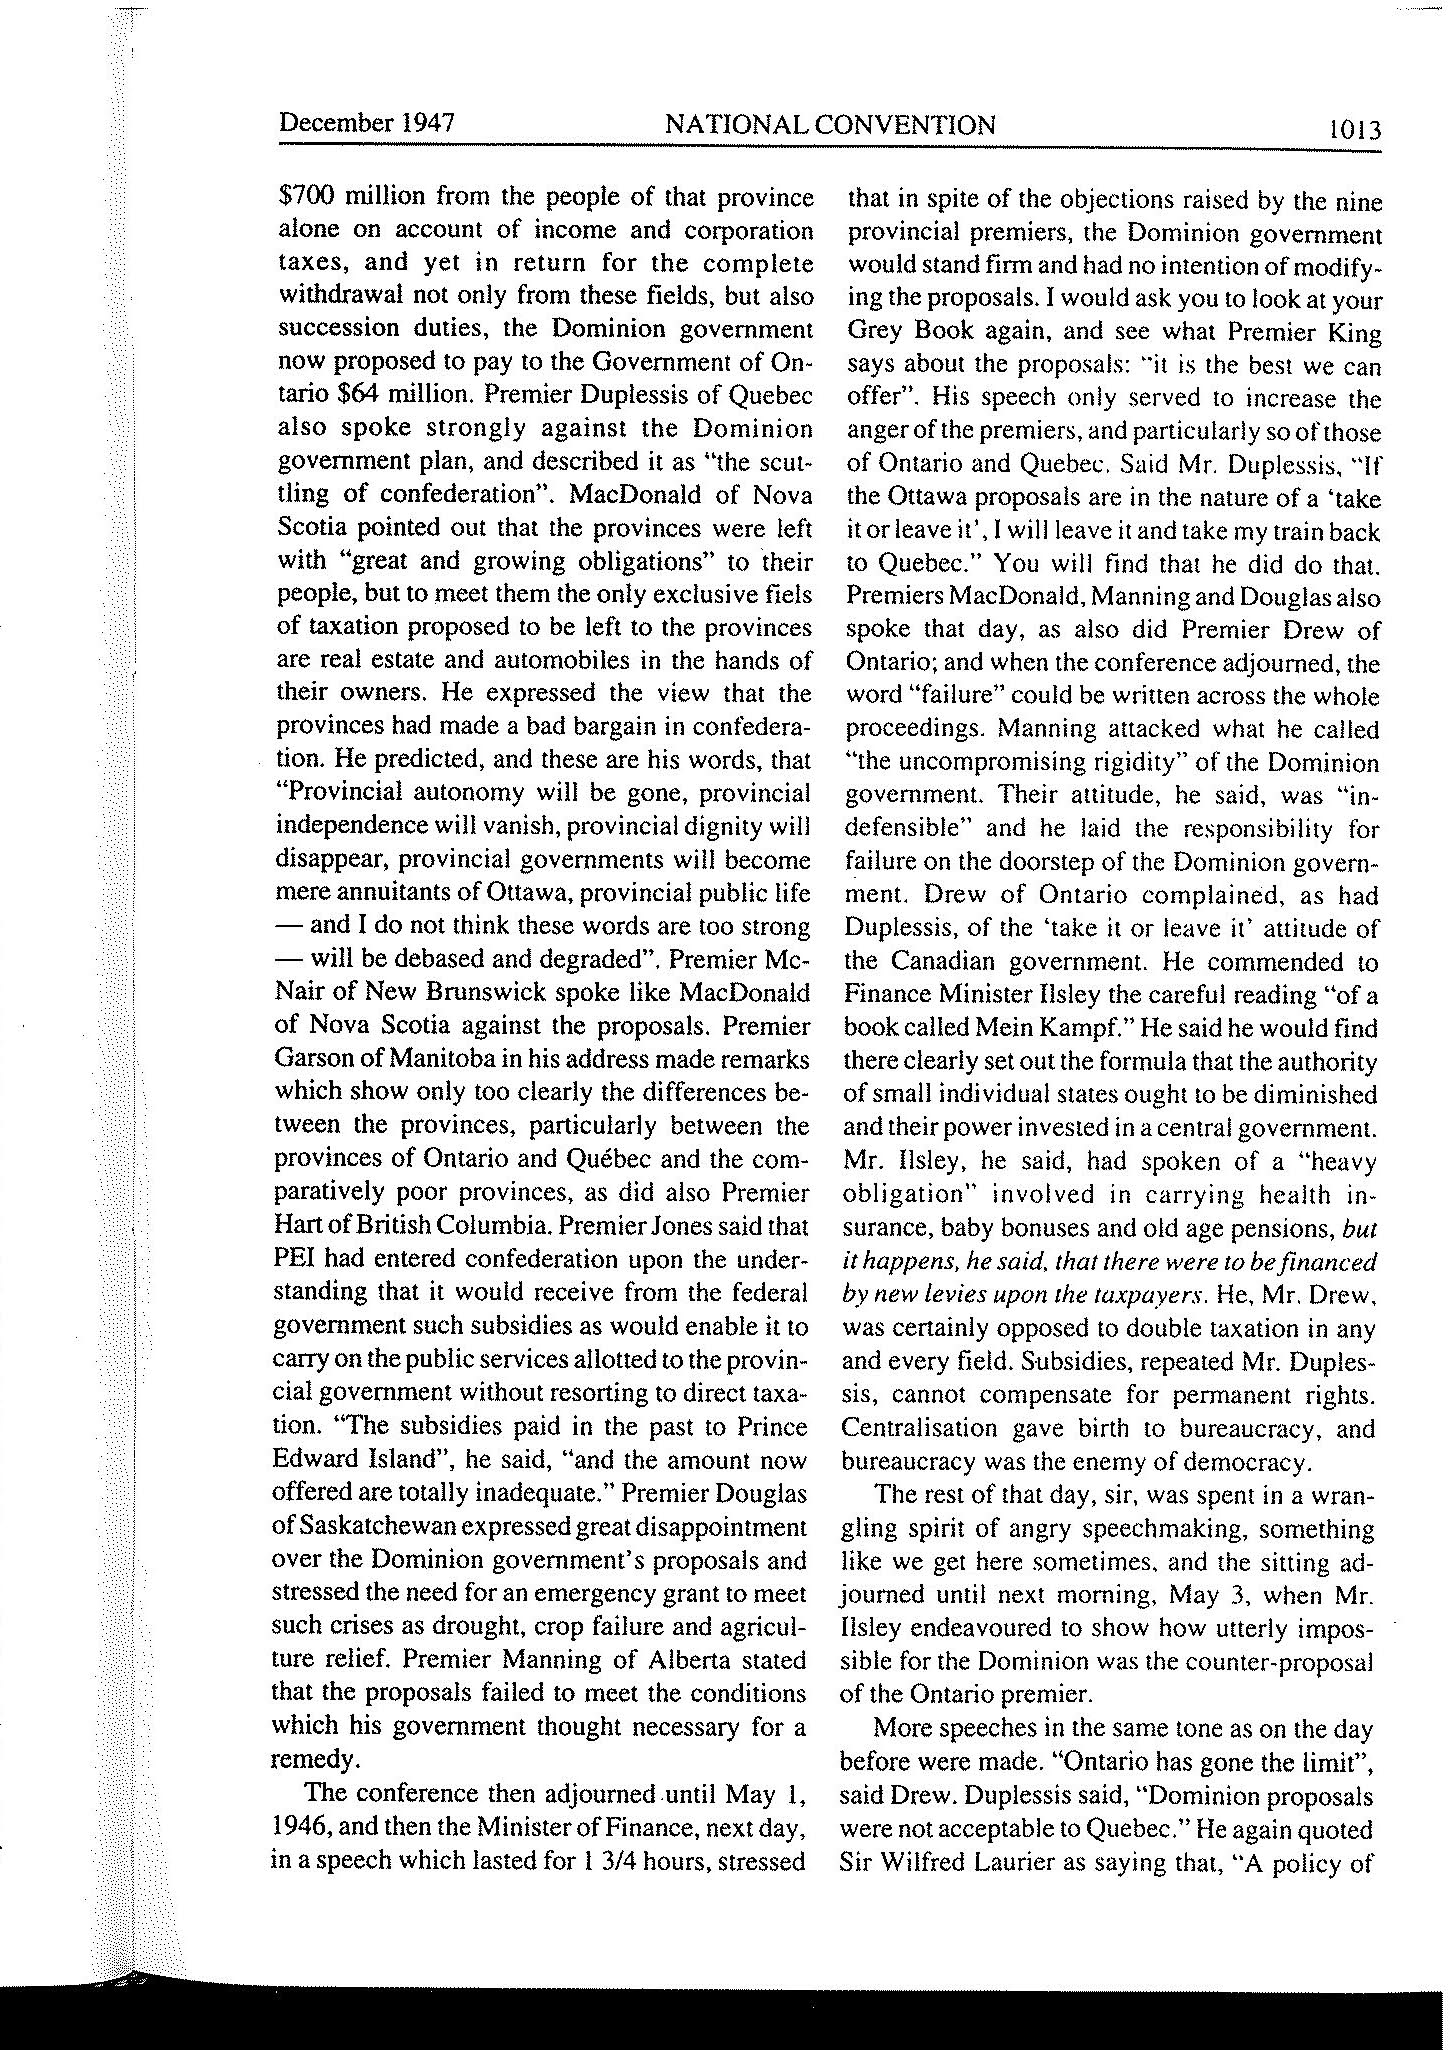 December 1947 NATIONAL CONVENTION 1013
$700 million from the people of that province
alone on account of income and corporation
taxes, and yet in return for the complete
withdrawal not only from these fields, but also
succession duties, the Dominion government
now proposed to pay to the Government of On-
tario $64 million. Premier Duplessis of Quebec
also spoke strongly against the Dominion
government plan, and described it as “the scut-
tling of confederation”. MacDonald of Nova
Scotia pointed out that the provinces were left
with “great and growing obligations” to their
people, but to meet them the only exclusive fiels
of taxation proposed to be left to the provinces
are real estate and automobiles in the hands of
their owners. He expressed the view that the
provinces had made a bad bargain in confedera-
tion. He predicted, and these are his words, that
“Provincial autonomy will be gone, provincial
independence will vanish, provincial dignity will
disappear, provincial governments will become
mere annuitants of Ottawa, provincial public life
— and I do not think these words are too strong
— will be debased and degraded”. Premier Mc-
Nair of New Brunswick spoke like MacDonald
of Nova Scotia against the proposals. Premier
Garson of Manitoba in his address made remarks
which show only too clearly the differences be-
tween the provinces, particularly between the
provinces of Ontario and Québec and the com-
paratively poor provinces, as did also Premier
Hart of British Columbia. Premier Jones said that
PEI had entered confederation upon the under-
standing that it would receive from the federal
government such subsidies as would enable it to
carry on the public services allotted to the provin-
cial government without resorting to direct taxa-
tion. “The subsidies paid in the past to Prince
Edward Island”, he said, “and the amount now
offered are totally inadequate.” Premier Douglas
of Saskatchewan expressed great disappointment
over the Dominion government’s proposals and
stressed the need for an emergency grant to meet
such crises as drought, crop failure and agricul-
ture relief. Premier Manning of Alberta stated
that the proposals failed to meet the conditions
which his government thought necessary for a
remedy.
The conference then adjourned until May 1,
1946, and then the Minister of Finance, next day,
in a speech which lasted for 1 3/4 hours, stressed
that in spite of the objections raised by the nine
provincial premiers, the Dominion government
would stand firm and had no intention of modify-
ing the proposals. I would ask you to look at your
Grey Book again, and see what Premier King
says about the proposals: “it is the best we can
offer”. His speech only served to increase the
anger of the premiers, and particularly so of those
of Ontario and Quebec. Said Mr. Duplessis, “If
the Ottawa proposals are in the nature of a ‘take
it or leave it’, I will leave it and take my train back
to Quebec.” You will find that he did do that.
Premiers MacDonald, Manning and Douglas also
spoke that day, as also did Premier Drew of
Ontario; and when the conference adjourned, the
word “failure” could be written across the whole
proceedings. Manning attacked what he called
“the uncompromising rigidity” of the Dominion
government. Their attitude, he said, was “in-
defensible” and he laid the responsibility for
failure on the doorstep of the Dominion govern-
ment. Drew of Ontario complained, as had
Duplessis, of the ‘take it or leave it’ attitude of
the Canadian government. He commended to
Finance Minister Ilsley the careful reading “of a
book called Mein Kampf.” He said he would find
there clearly set out the formula that the authority
of small individual states ought to be diminished
and their power invested in a central government.
Mr. Ilsley, he said, had spoken of a “heavy
obligation” involved in carrying health in-
surance, baby bonuses and old age pensions, but
it happens, he said, that there were to be financed
by new levies upon the taxpayers. He, Mr. Drew,
was certainly opposed to double taxation in any
and every field. Subsidies, repeated Mr. Duples-
sis, cannot compensate for permanent rights.
Centralisation gave birth to bureaucracy, and
bureaucracy was the enemy of democracy.
The rest of that day, sir, was spent in a wran-
gling spirit of angry speechmaking, something
like we get here sometimes, and the sitting ad-
journed until next morning, May 3, when Mr.
Ilsley endeavoured to show how utterly impos-
sible for the Dominion was the counter-proposal
of the Ontario premier.
More speeches in the same tone as on the day
before were made. “Ontario has gone the limit”,
said Drew. Duplessis said, “Dominion proposals
were not acceptable to Quebec.” He again quoted
Sir Wilfred Laurier as saying that, “A policy of